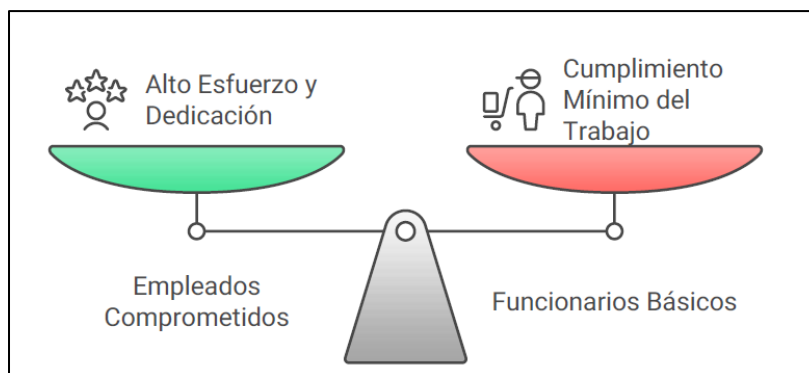 Alto Esfuerzo y
Dedicación
Cumplimiento
Mínimo del
Trabajo
Empleados
Comprometidos
Funcionarios Básicos